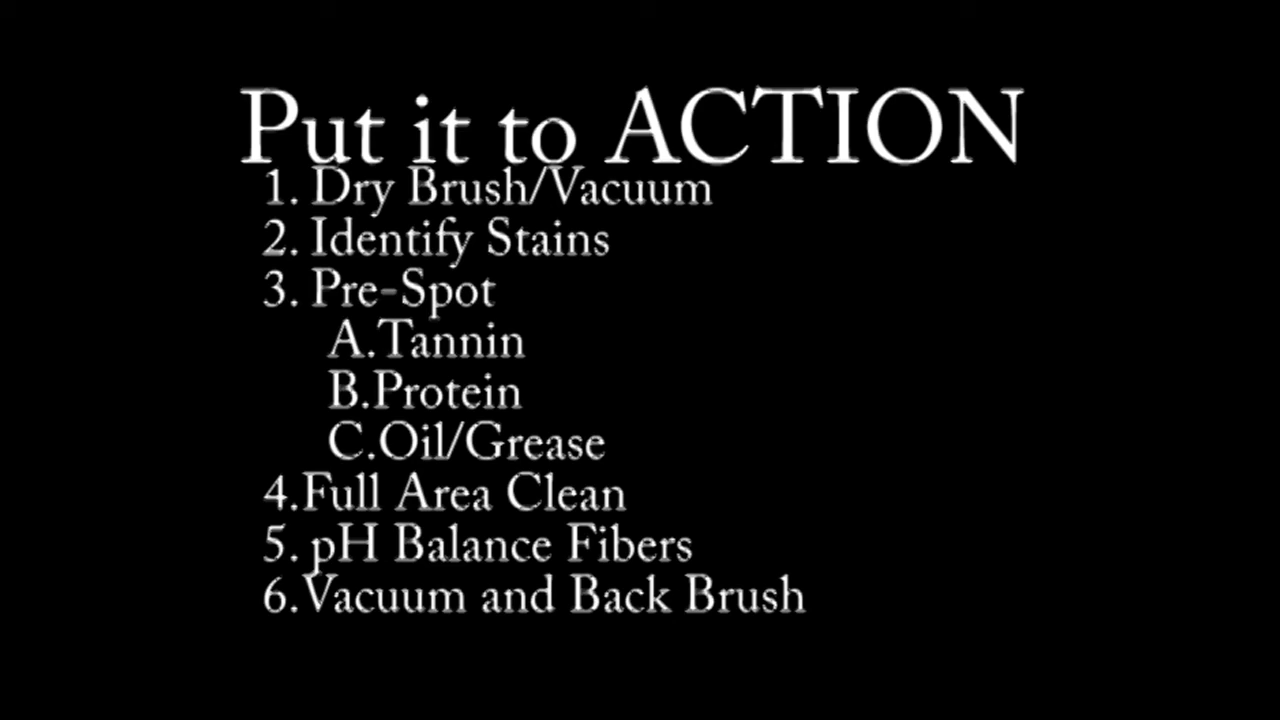 Put it to ACTION
1. Dry Brush/Vacuum
2. Identify Stains
3. Pre-Spot
A.Tannin
B.Protein
C.Oil/Grease
4.Full Area Clean
5. pH Balance Fibers
6.Vacuum and Back Brush